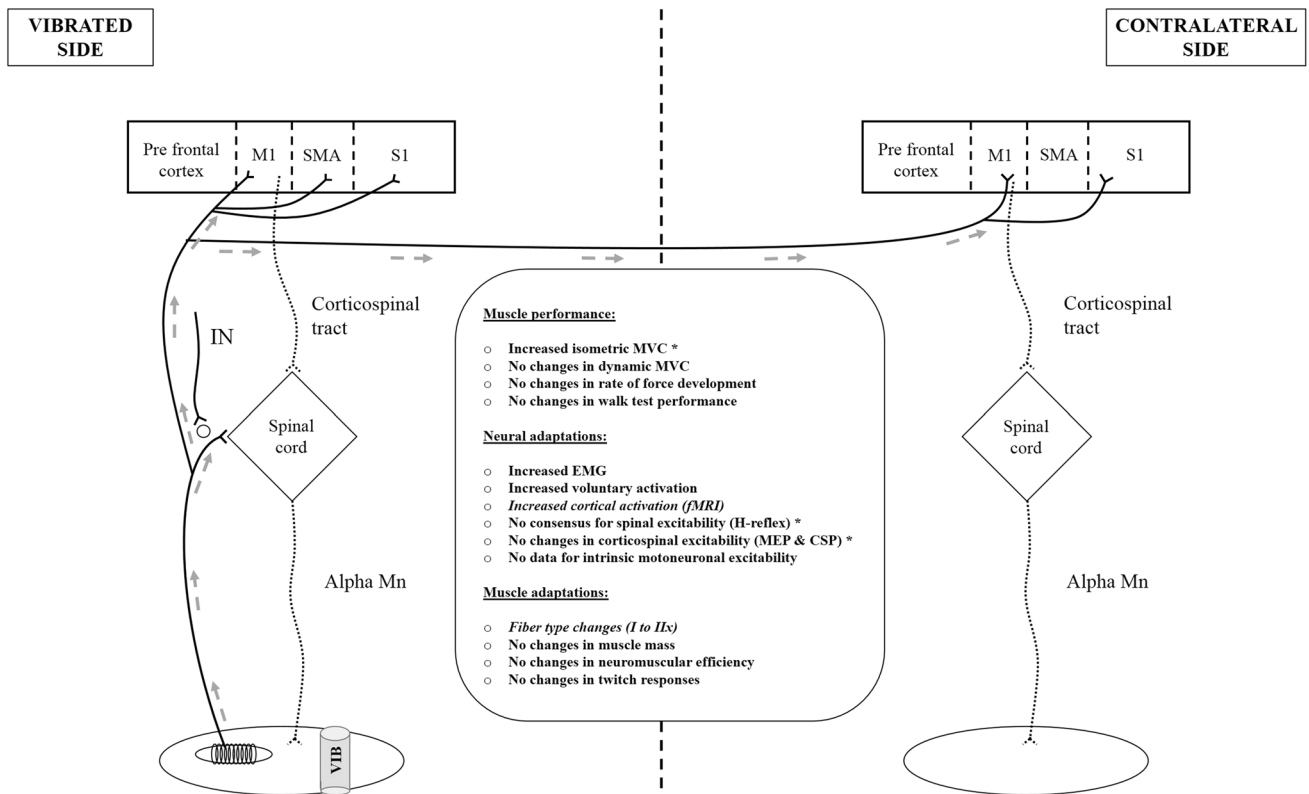 VIBRATED
SIDE
CONTRALATERAL
SIDE
Pre frontal
cortex
M1
SMA
S1
Pre frontal
cortex
M1
SMA
S1
IN
Corticospinal
tract
Spinal
cord
Alpha Mn
VIB
Muscle performance:
○ Increased isometric MVC *
○ No changes in dynamic MVC
○ No changes in rate of force development
○ No changes in walk test performance
Neural adaptations:
○ Increased EMG
○ Increased voluntary activation
○ Increased cortical activation (fMRI)
○ No consensus for spinal excitability (H-reflex) *
○ No changes in corticospinal excitability (MEP & CSP) *
○ No data for intrinsic motoneuronal excitability
Muscle adaptations:
○ Fiber type changes (I to IIx)
○ No changes in muscle mass
○ No changes in neuromuscular efficiency
○ No changes in twitch responses
Corticospinal
tract
Spinal
cord
Alpha Mn